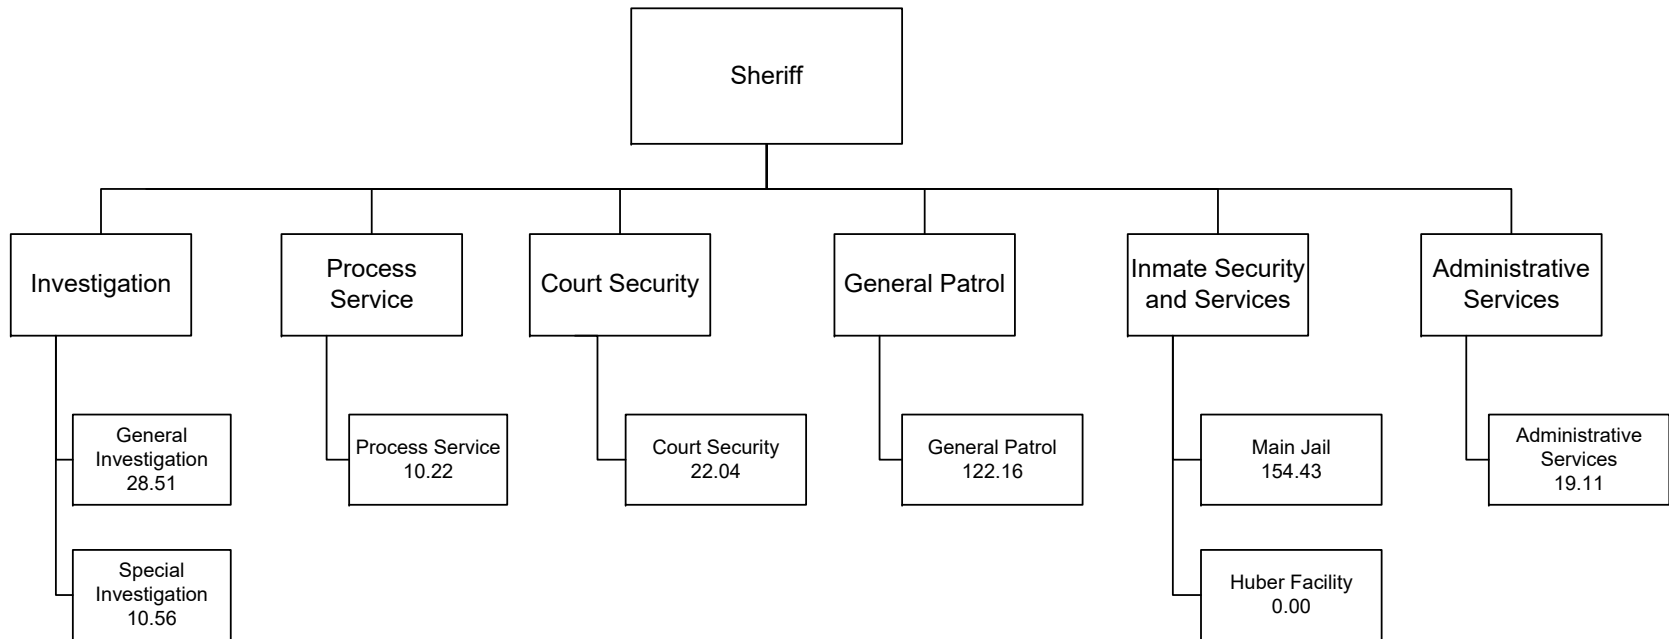 Sheriff
Investigation
Process
Service
Court Security
General Patrol
Inmate Security
and Services
Administrative
Services
General
Investigation
28.51
Process Service
10.22
Court Security
22.04
General Patrol
122.16
Main Jail
154.43
Administrative
Services
19.11
Special
Investigation
10.56
Huber Facility
0.00